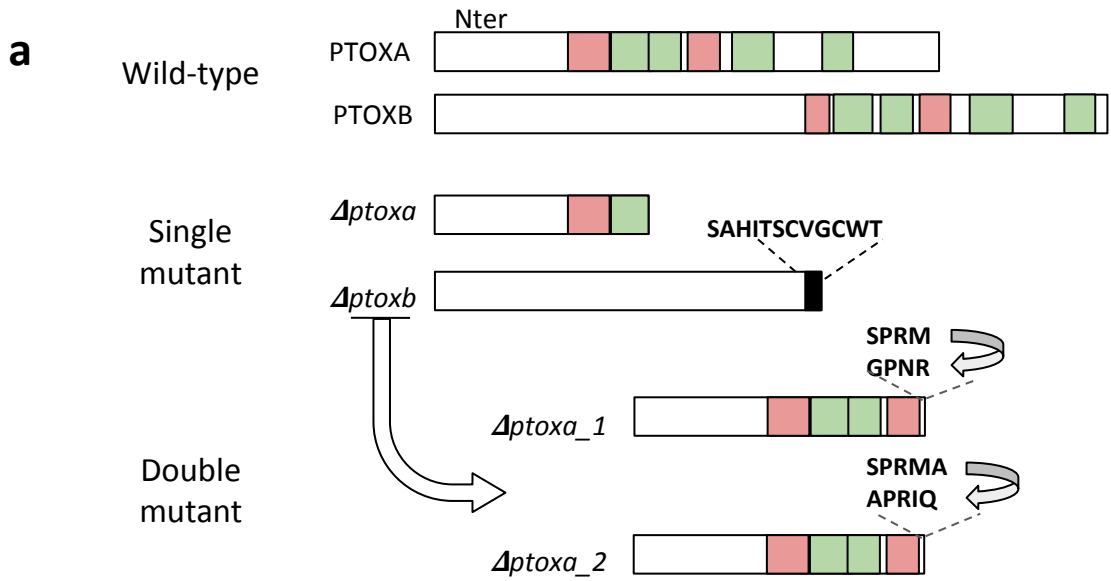 a
Nter
Wild-type
PTOXA
PTOXB
Single
mutant
Δptoxa
SAHITSCVGCWT
Δptoxb
SPRM
GPNR
Δptoxa_1
Double
mutant
SPRMA
APRIQ
Δptoxa_2